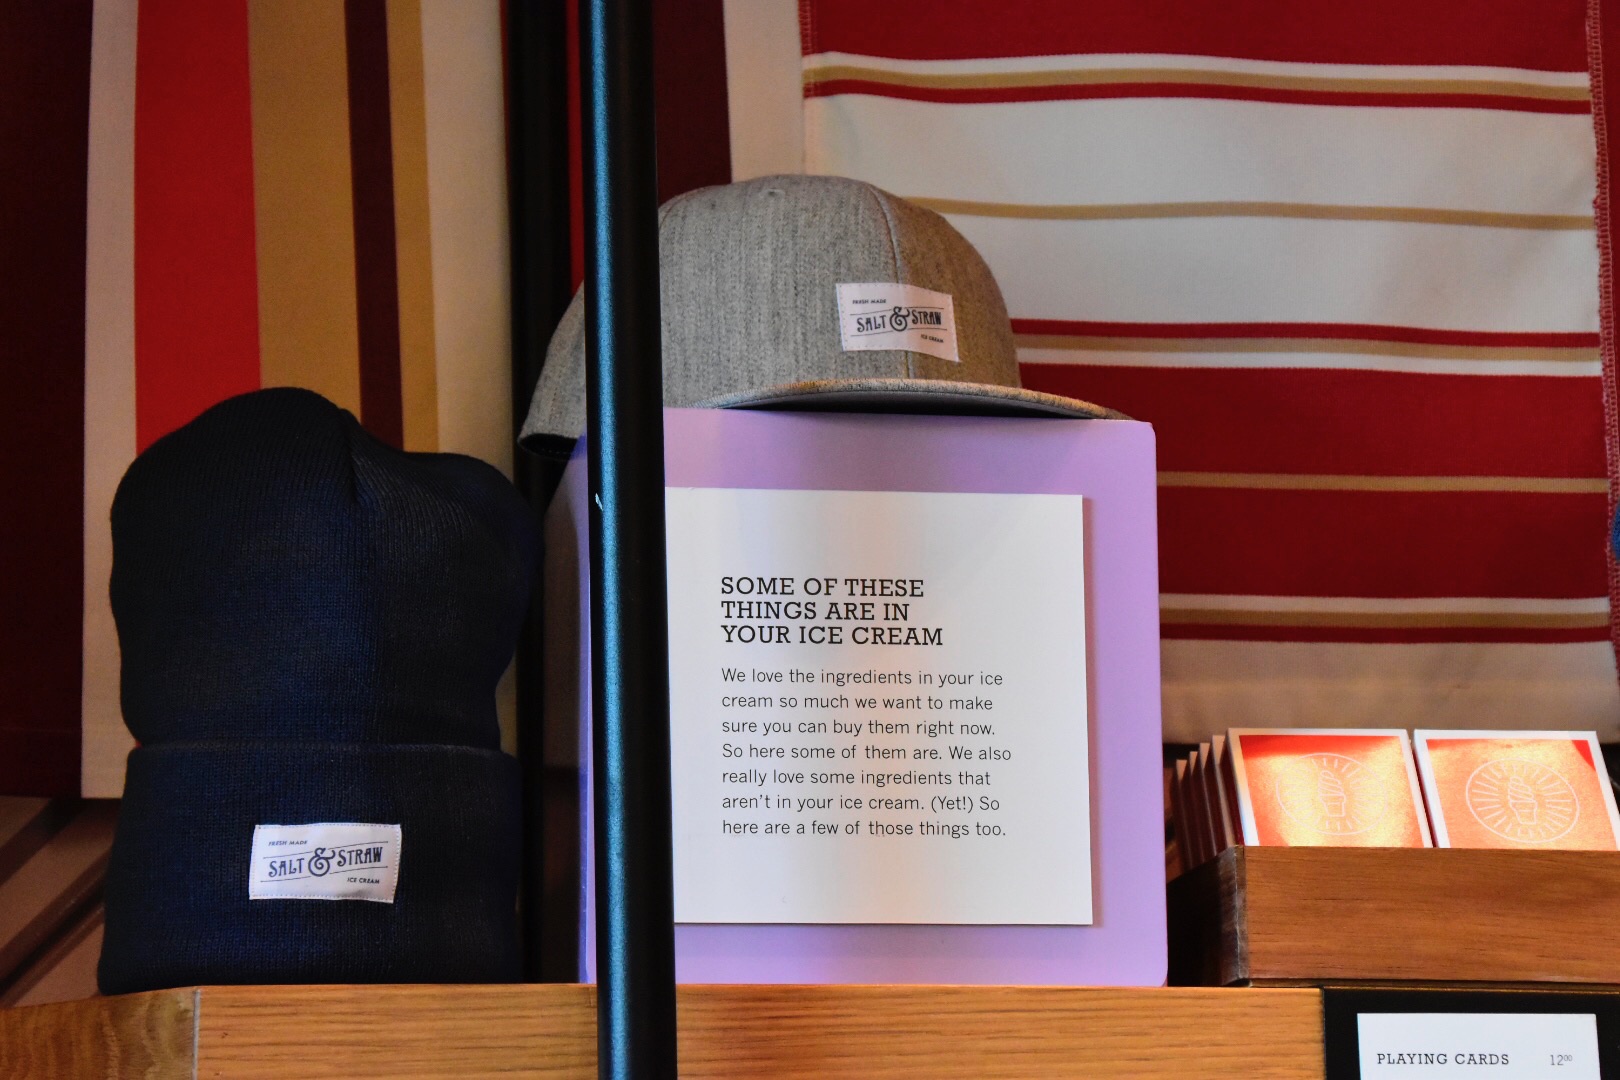 FRESH MADE
SALT & STRAW
ICE CREAM
SOME OF THESE
THINGS ARE IN
YOUR ICE CREAM
We love the ingredients in your ice
cream so much we want to make
sure you can buy them right now.
So here some of them are. We also
really love some ingredients that
aren't in your ice cream. (Yet!) So
here are a few of those things too.
FRESH MADE
SALT & STRAW
ICE CREAM
PLAYING CARDS 12⁰⁰